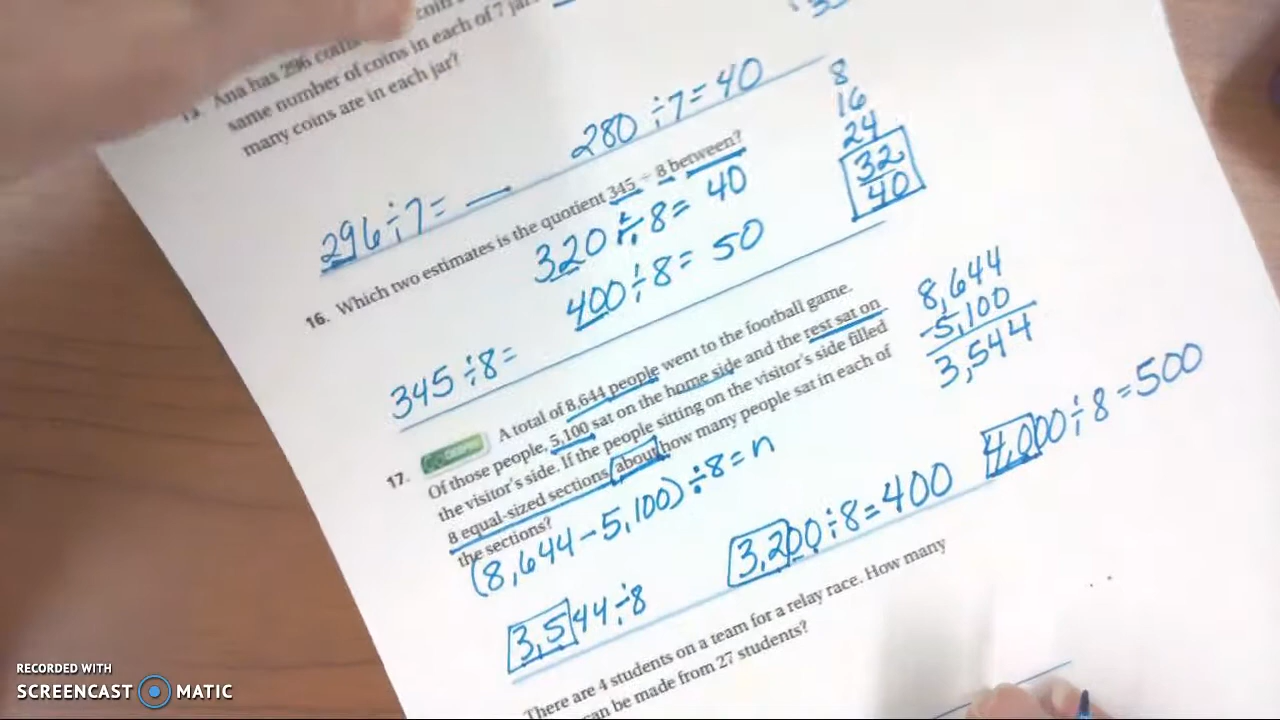 Ana has 296 coins
same number of coins in each of 7 jars
many coins are in each jar?
280 ÷ 7 = 40
296 ÷ 7 = __
8
16
24
32
40
16. Which two estimates is the quotient 345 ÷ 8 between?
320 ÷ 8 = 40
400 ÷ 8 = 50
345 ÷ 8 =
17. A total of 8,644 people went to the football game.
Of those people, 5,100 sat on the home side and the rest sat on
the visitor's side. If the people sitting on the visitor's side filled
8 equal-sized sections, about how many people sat in each of
the sections?
8,644
- 5,100
3,544
(8,644 - 5,100) ÷ 8 = n
3,544 ÷ 8
3,200 ÷ 8 = 400
4,000 ÷ 8 = 500
There are 4 students on a team for a relay race. How many
can be made from 27 students?
RECORDED WITH
SCREENCAST MATIC